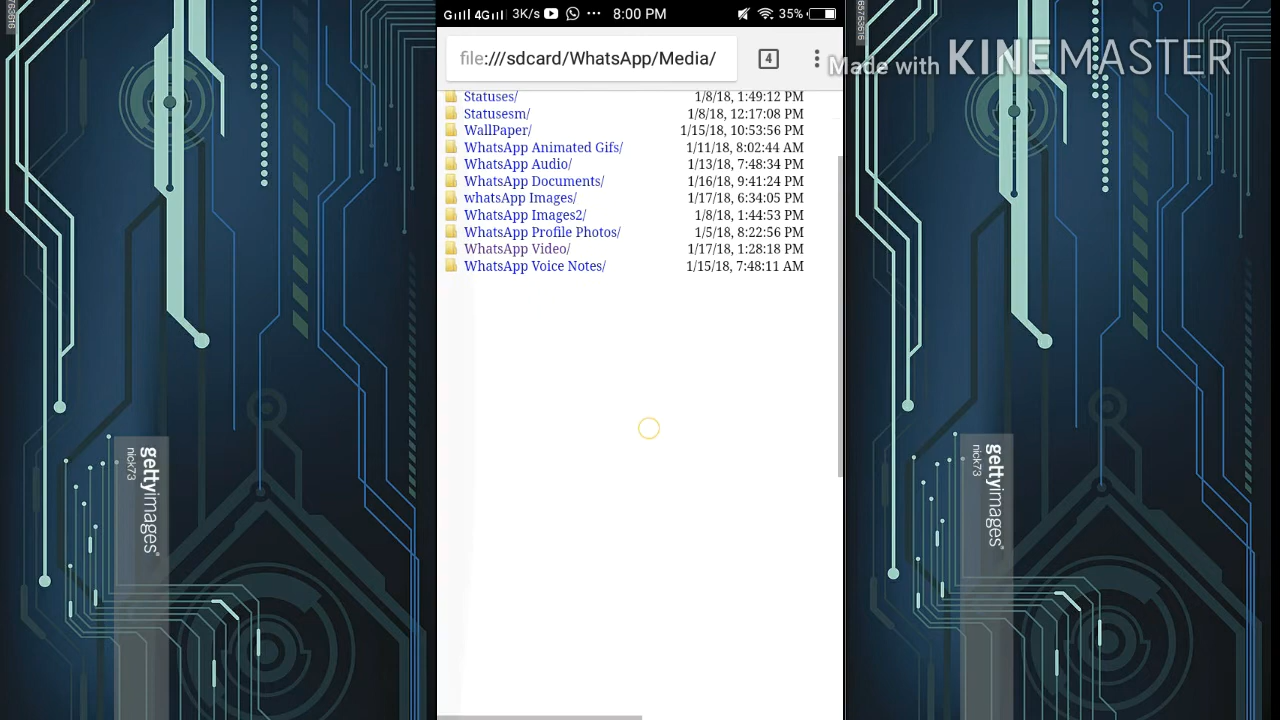 3K/s 8:00 PM 35%
file:///sdcard/WhatsApp/Media/ 4
Made with KINEMASTER
Statuses/ 1/8/18, 1:49:12 PM
Statusesm/ 1/8/18, 12:17:08 PM
WallPaper/ 1/15/18, 10:53:56 PM
WhatsApp Animated Gifs/ 1/11/18, 8:02:44 AM
WhatsApp Audio/ 1/13/18, 7:48:34 PM
WhatsApp Documents/ 1/16/18, 9:41:24 PM
whatsApp Images/ 1/17/18, 6:34:05 PM
WhatsApp Images2/ 1/8/18, 1:44:53 PM
WhatsApp Profile Photos/ 1/5/18, 8:22:56 PM
WhatsApp Video/ 1/17/18, 1:28:18 PM
WhatsApp Voice Notes/ 1/15/18, 7:48:11 AM
gettyimages
nick73
gettyimages
nick73